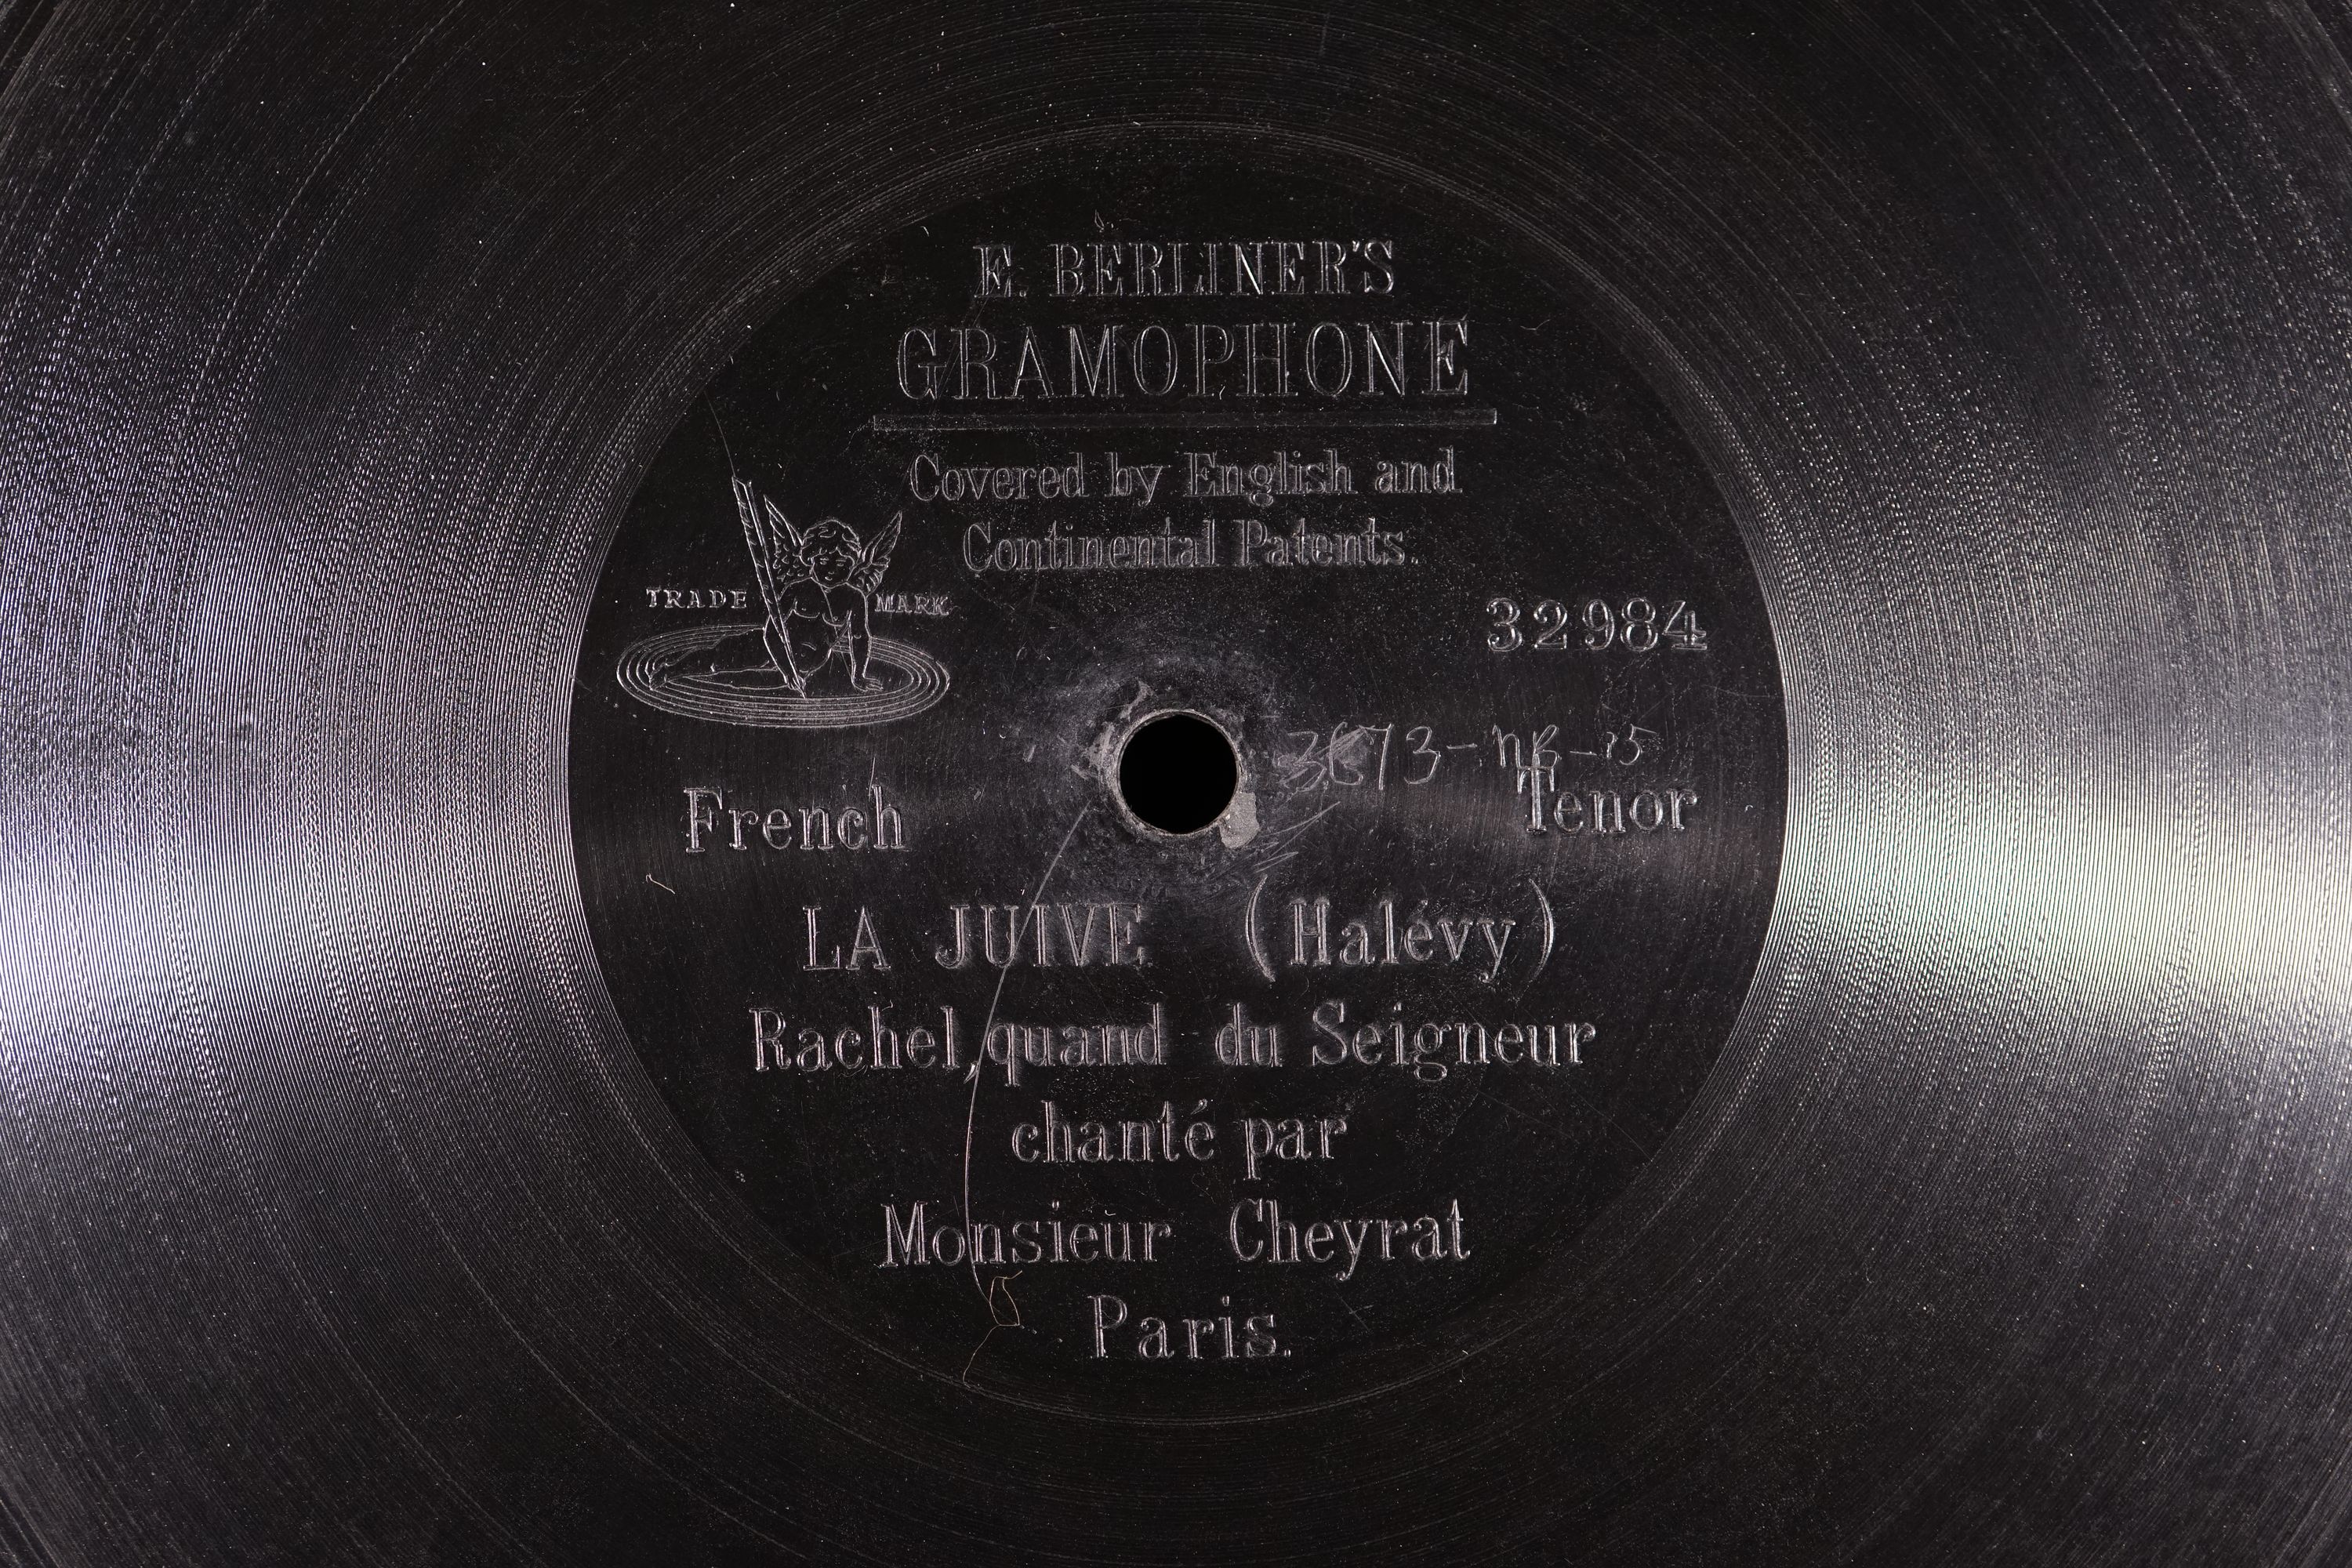 E. BERLINER'S
GRAMOPHONE
Covered by English and
Continental Patents.
TRADE MARK
32984
French
Tenor
LA JUIVE (Halévy)
Rachel, quand du Seigneur
chanté par
Monsieur Cheyrat
Paris.